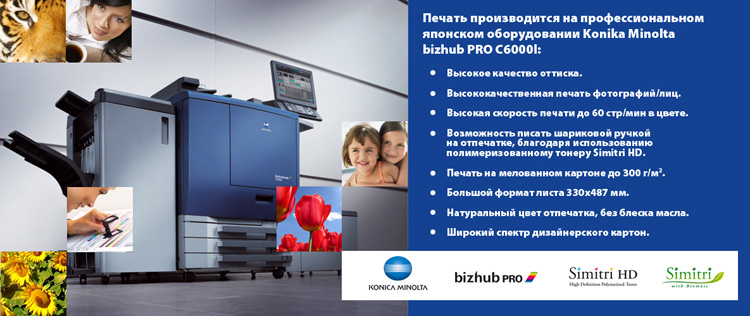 Печать производится на профессиональном
японском оборудовании Konika Minolta
bizhub PRO C6000l:
Высокое качество оттиска.
Высококачественная печать фотографий/лиц.
Высокая скорость печати до 60 стр/мин в цвете.
Возможность писать шариковой ручкой
на отпечатке, благодаря использованию
полимеризованному тонеру Simitri HD.
Печать на мелованном картоне до 300 г/м².
Большой формат листа 330х487 мм.
Натуральный цвет отпечатка, без блеска масла.
Широкий спектр дизайнерского картон.
KONICA MINOLTA
bizhub PRO
Simitri HD
High Definition Polymerized Toner
Simitri
with Biomass